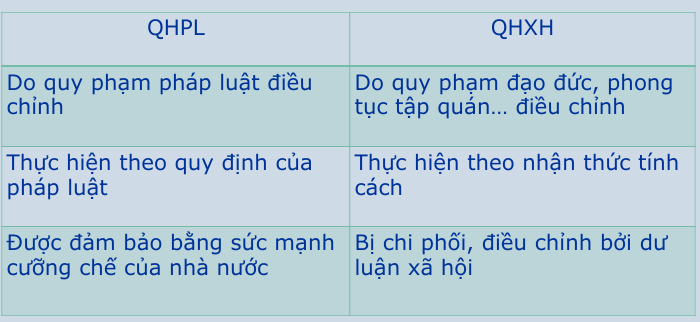 QHPL
QHXH
Do quy phạm pháp luật điều
chỉnh
Do quy phạm đạo đức, phong
tục tập quán... điều chỉnh
Thực hiện theo quy định của
pháp luật
Thực hiện theo nhận thức tính
cách
Được đảm bảo bằng sức mạnh
cưỡng chế của nhà nước
Bị chi phối, điều chỉnh bởi dư
luận xã hội